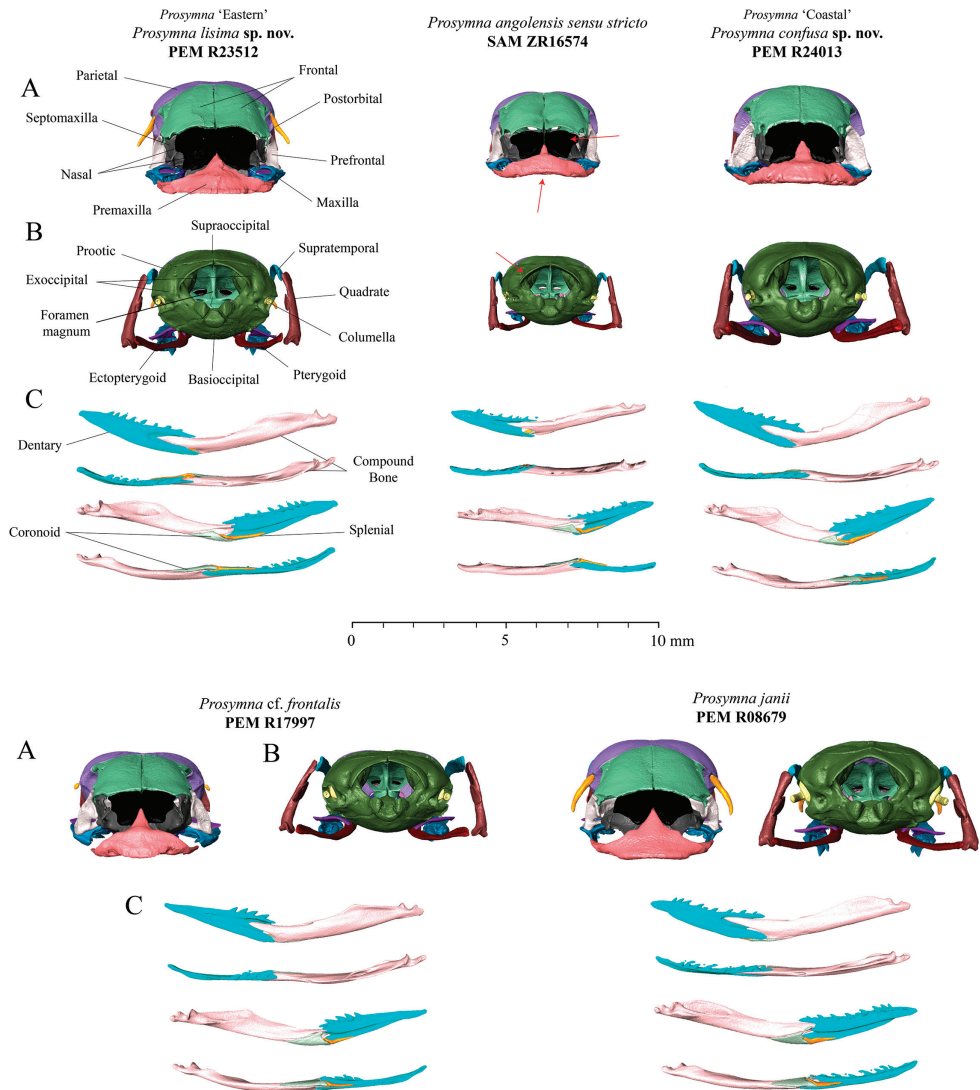 Prosymna 'Eastern'
Prosymna lisima sp. nov.
PEM R23512
Prosymna angolensis sensu stricto
SAM ZR16574
Prosymna 'Coastal'
Prosymna confusa sp. nov.
PEM R24013
A
Parietal
Frontal
Septomaxilla
Postorbital
Nasal
Prefrontal
Premaxilla
Maxilla
B
Supraoccipital
Prootic
Supratemporal
Exoccipital
Quadrate
Foramen
magnum
Columella
Ectopterygoid
Basioccipital
Pterygoid
C
Dentary
Compound
Bone
Coronoid
Splenial
0
5
10 mm
Prosymna cf. frontalis
PEM R17997
Prosymna janii
PEM R08679
A
B
C